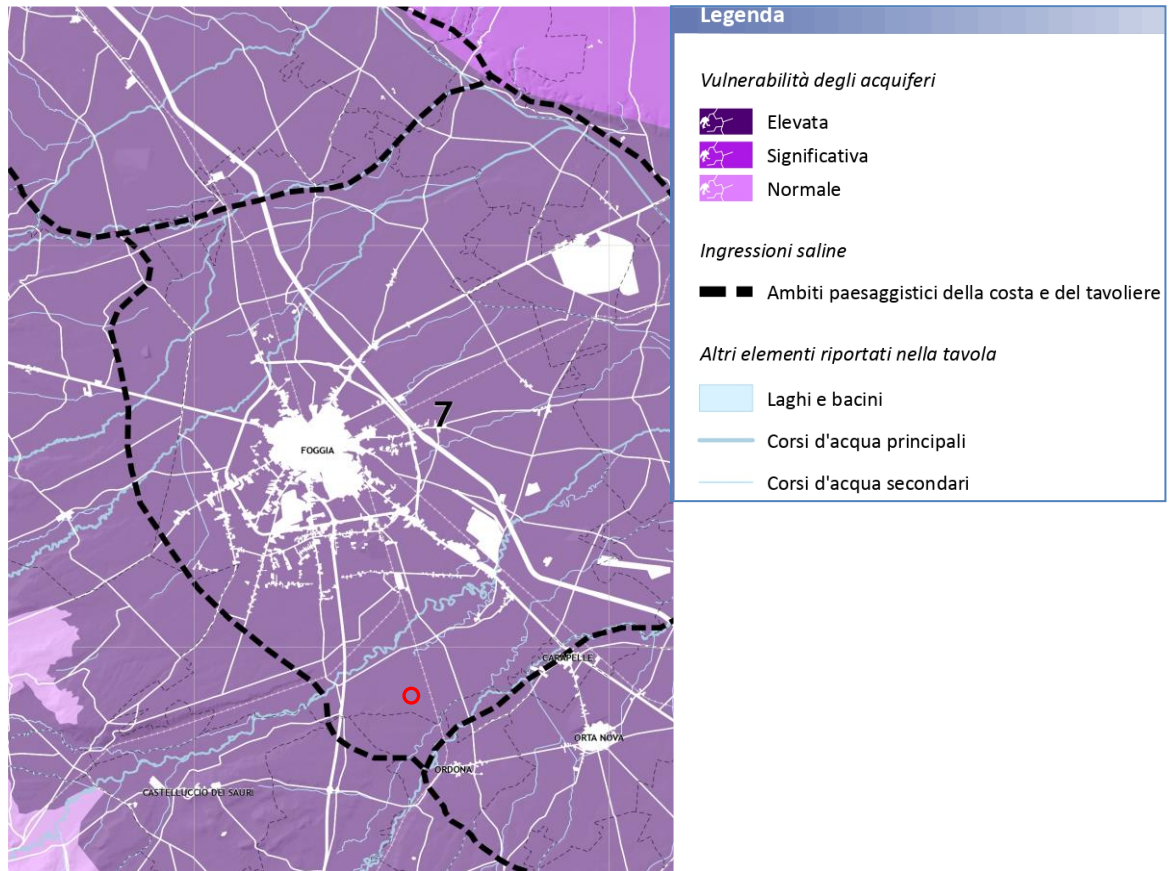 Legenda
Vulnerabilità degli acquiferi
Elevata
Significativa
Normale
Ingressioni saline
Ambiti paesaggistici della costa e del tavoliere
Altri elementi riportati nella tavola
Laghi e bacini
Corsi d'acqua principali
Corsi d'acqua secondari
7
FOGGIA
CARAPELLE
ORTA NOVA
ORDONA
CASTELLUCCIO DEI SAURI